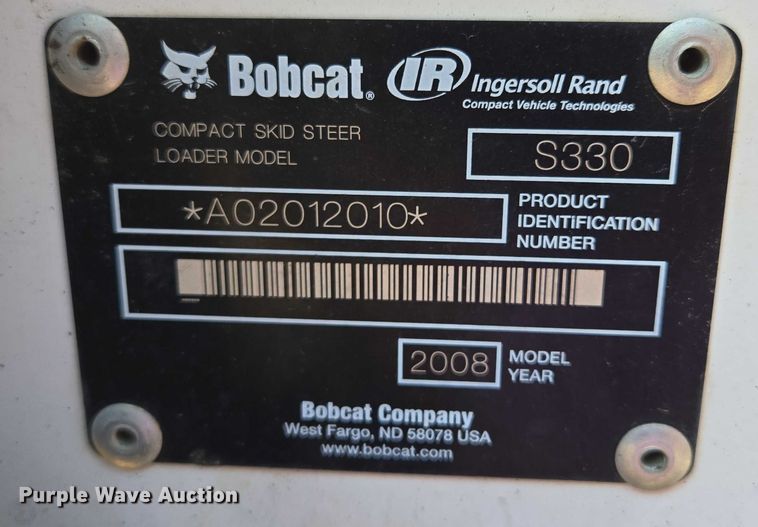 Bobcat®
IR Ingersoll Rand
Compact Vehicle Technologies
COMPACT SKID STEER
LOADER MODEL
S330
*A02012010*
PRODUCT
IDENTIFICATION
NUMBER
2008
MODEL
YEAR
Bobcat Company
West Fargo, ND 58078 USA
www.bobcat.com
Purple Wave Auction